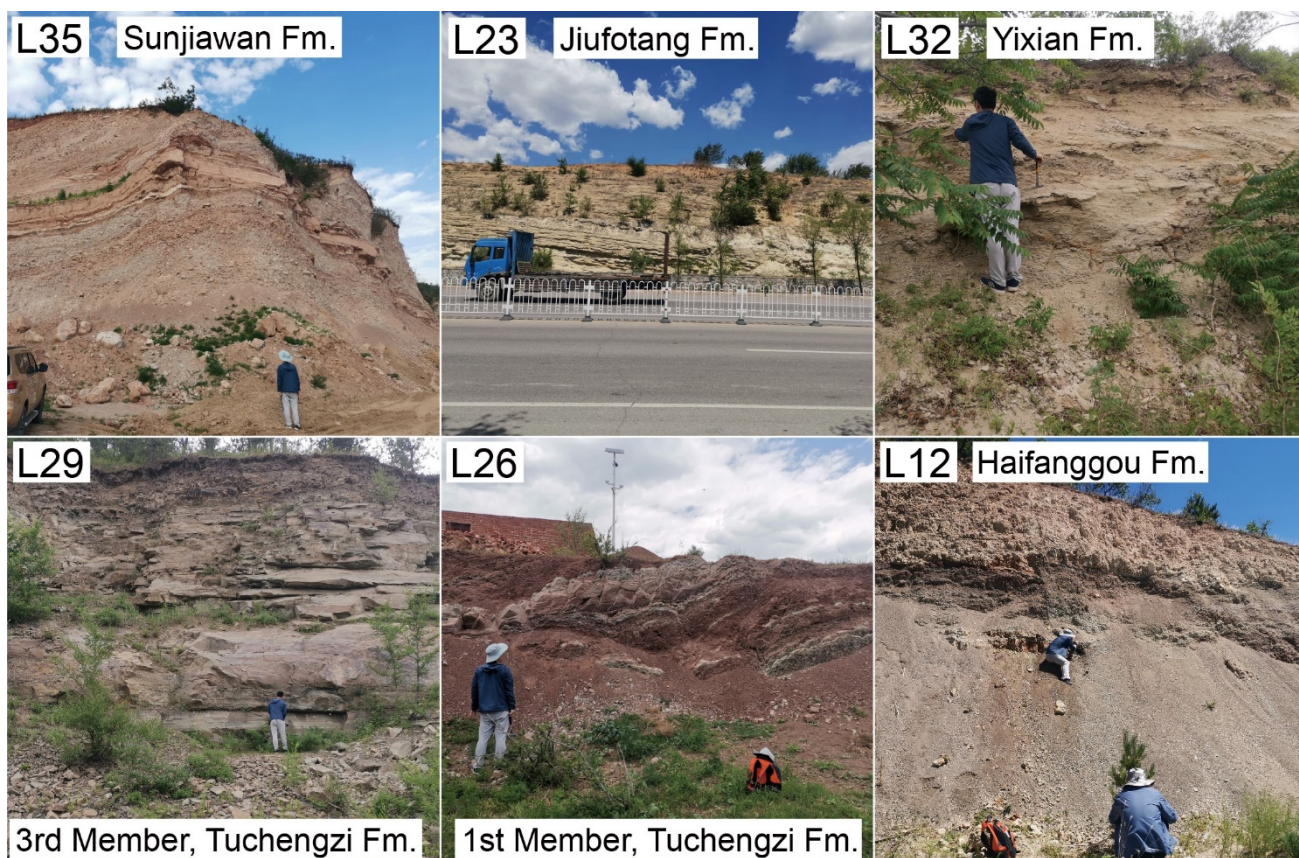 L35 Sunjiawan Fm.
L23 Jiufotang Fm.
L32 Yixian Fm.
L29
3rd Member, Tuchengzi Fm.
L26
1st Member, Tuchengzi Fm.
L12 Haifanggou Fm.